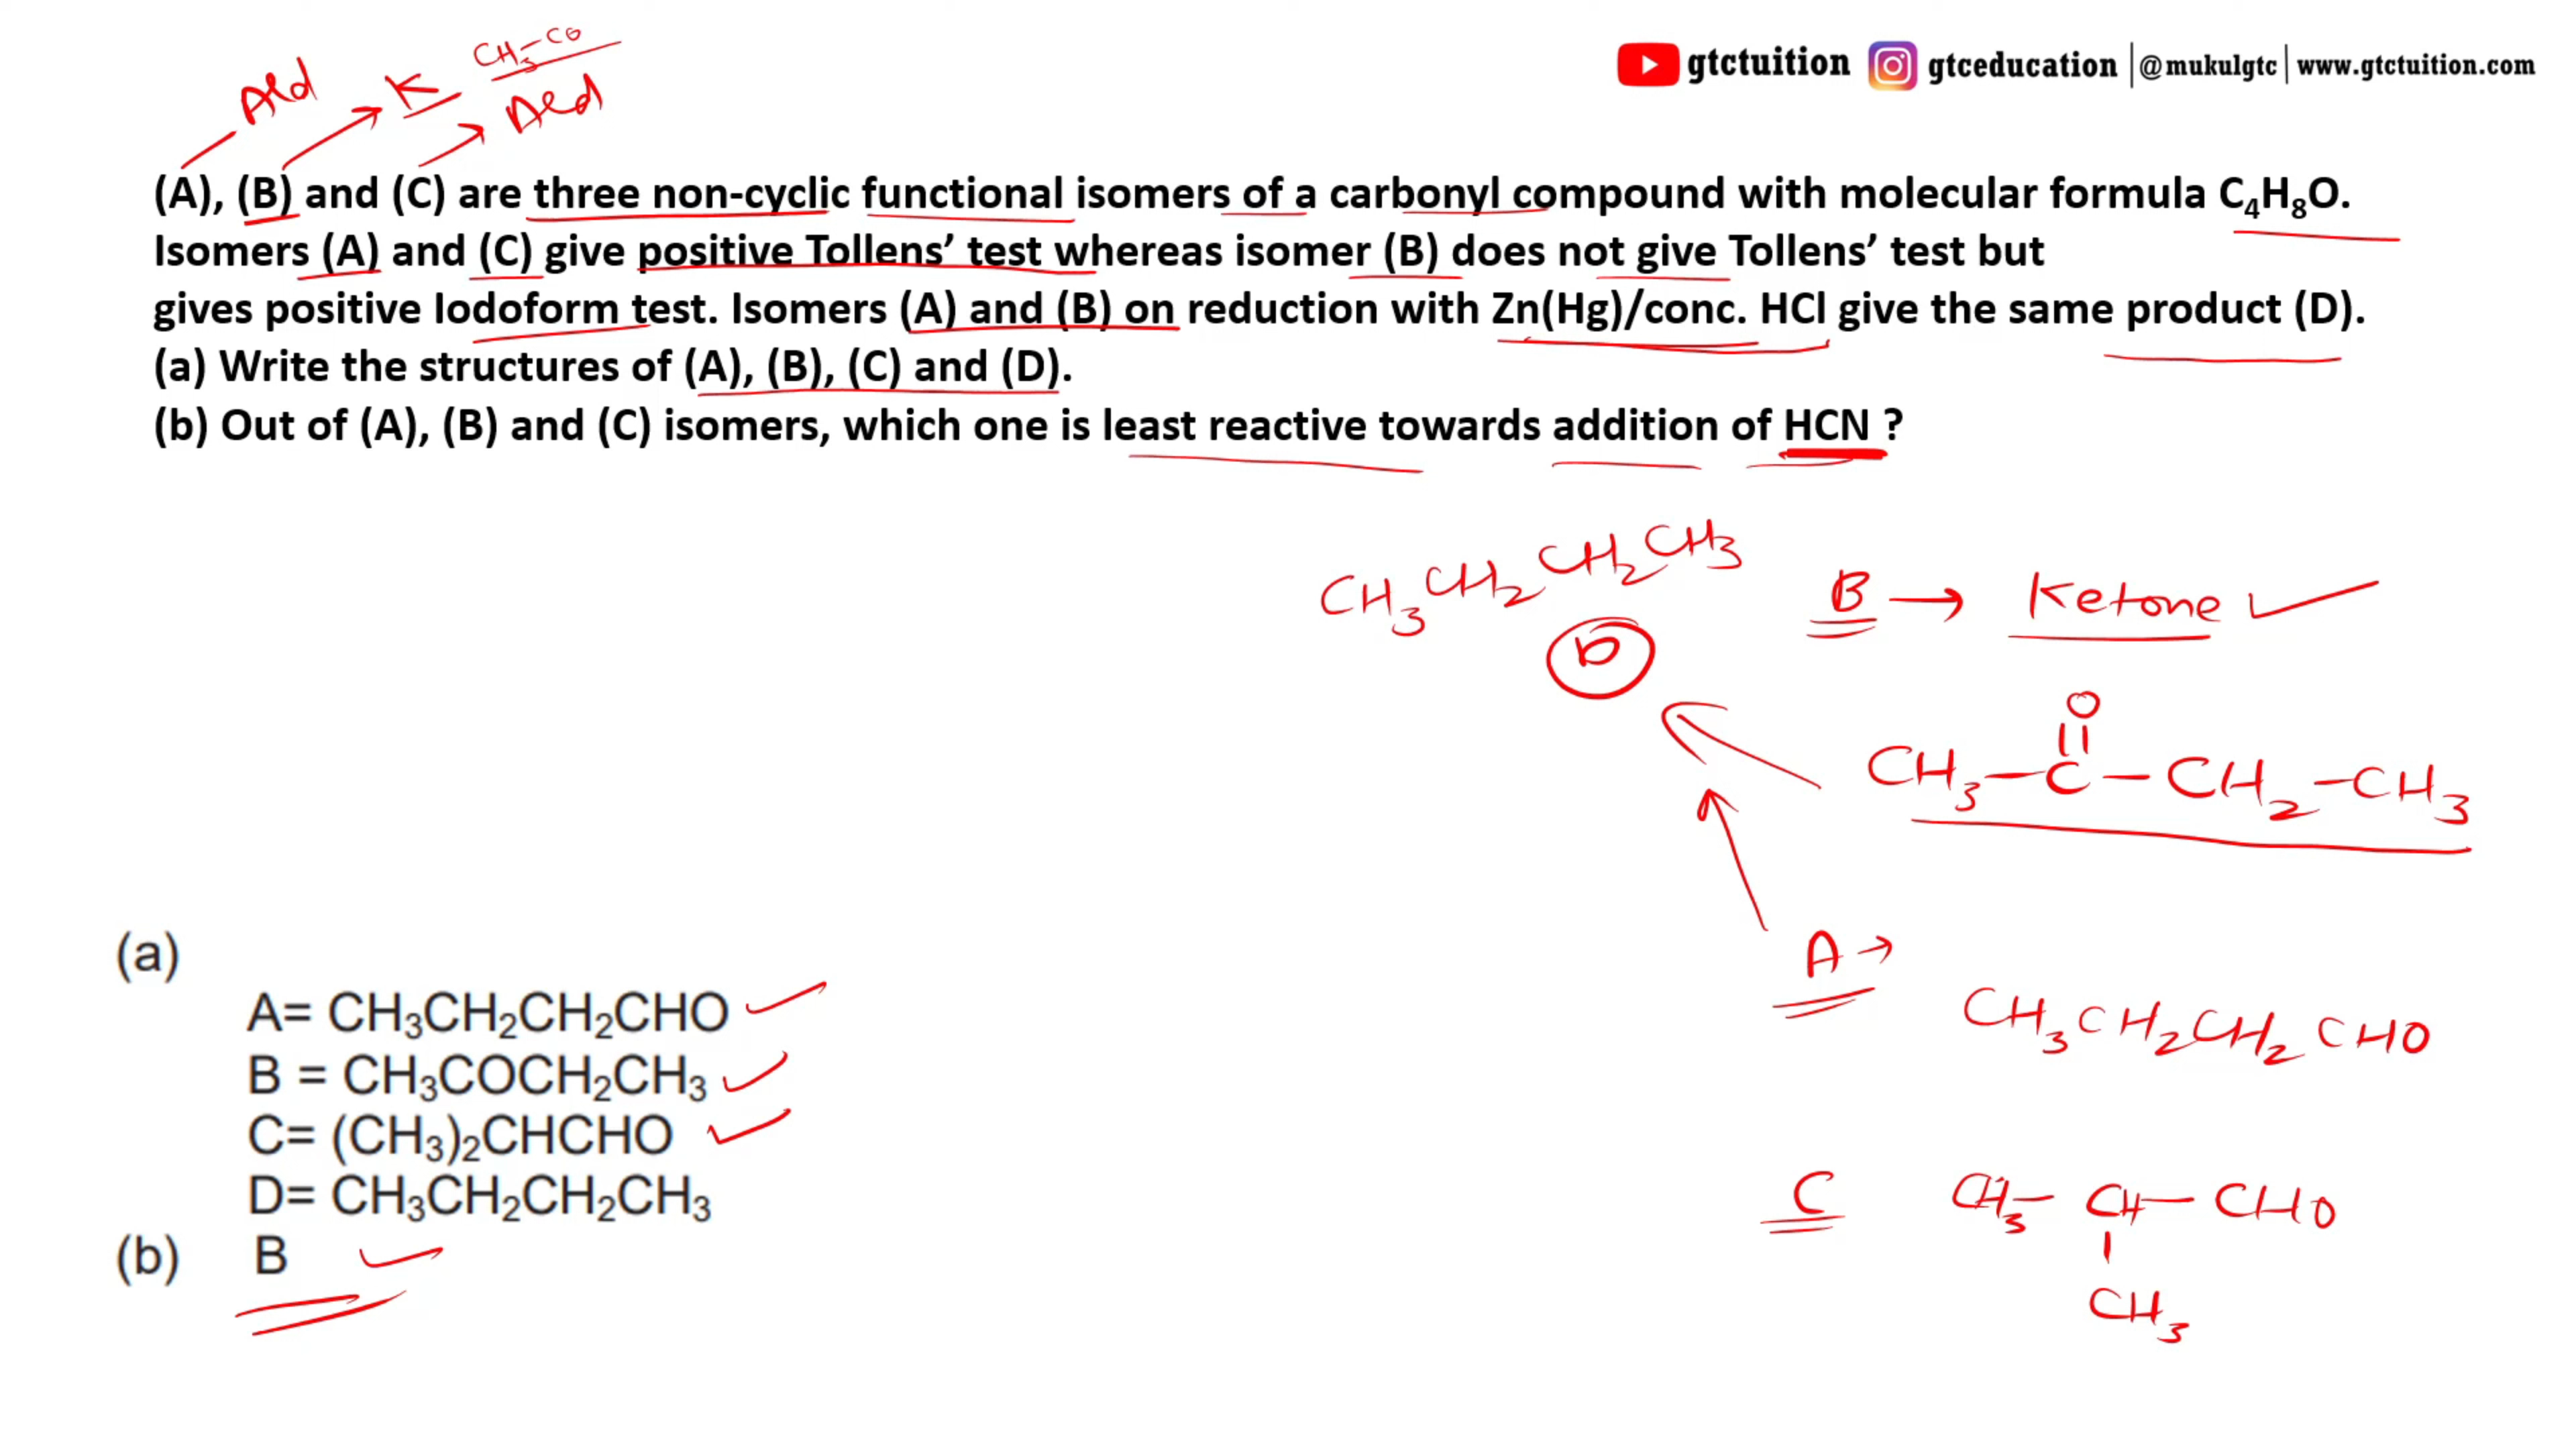 gtctuition gtceducation |@mukulgtc| www.gtctuition.com
CH₃-CO
Ald K Ald
(A), (B) and (C) are three non-cyclic functional isomers of a carbonyl compound with molecular formula C₄H₈O.
Isomers (A) and (C) give positive Tollens’ test whereas isomer (B) does not give Tollens’ test but
gives positive Iodoform test. Isomers (A) and (B) on reduction with Zn(Hg)/conc. HCl give the same product (D).
(a) Write the structures of (A), (B), (C) and (D).
(b) Out of (A), (B) and (C) isomers, which one is least reactive towards addition of HCN ?
CH₃CH₂CH₂CH₃
B → Ketone
D
O
CH₃-C-CH₂-CH₃
A →
CH₃CH₂CH₂CHO
C CH₃-CH-CHO
CH₃
(a)
A= CH₃CH₂CH₂CHO
B = CH₃COCH₂CH₃
C= (CH₃)₂CHCHO
D= CH₃CH₂CH₂CH₃
(b) B